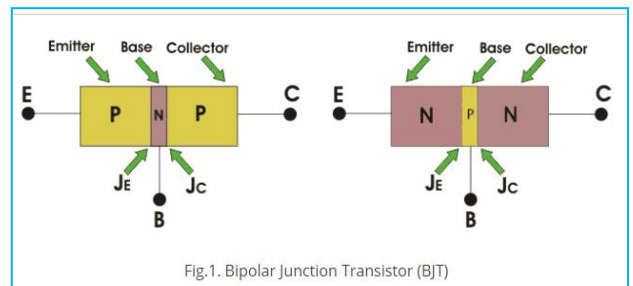 Emitter Base Collector
E P N P C
JE JC
B
Emitter Base Collector
E N P N C
JE JC
B
Fig.1. Bipolar Junction Transistor (BJT)